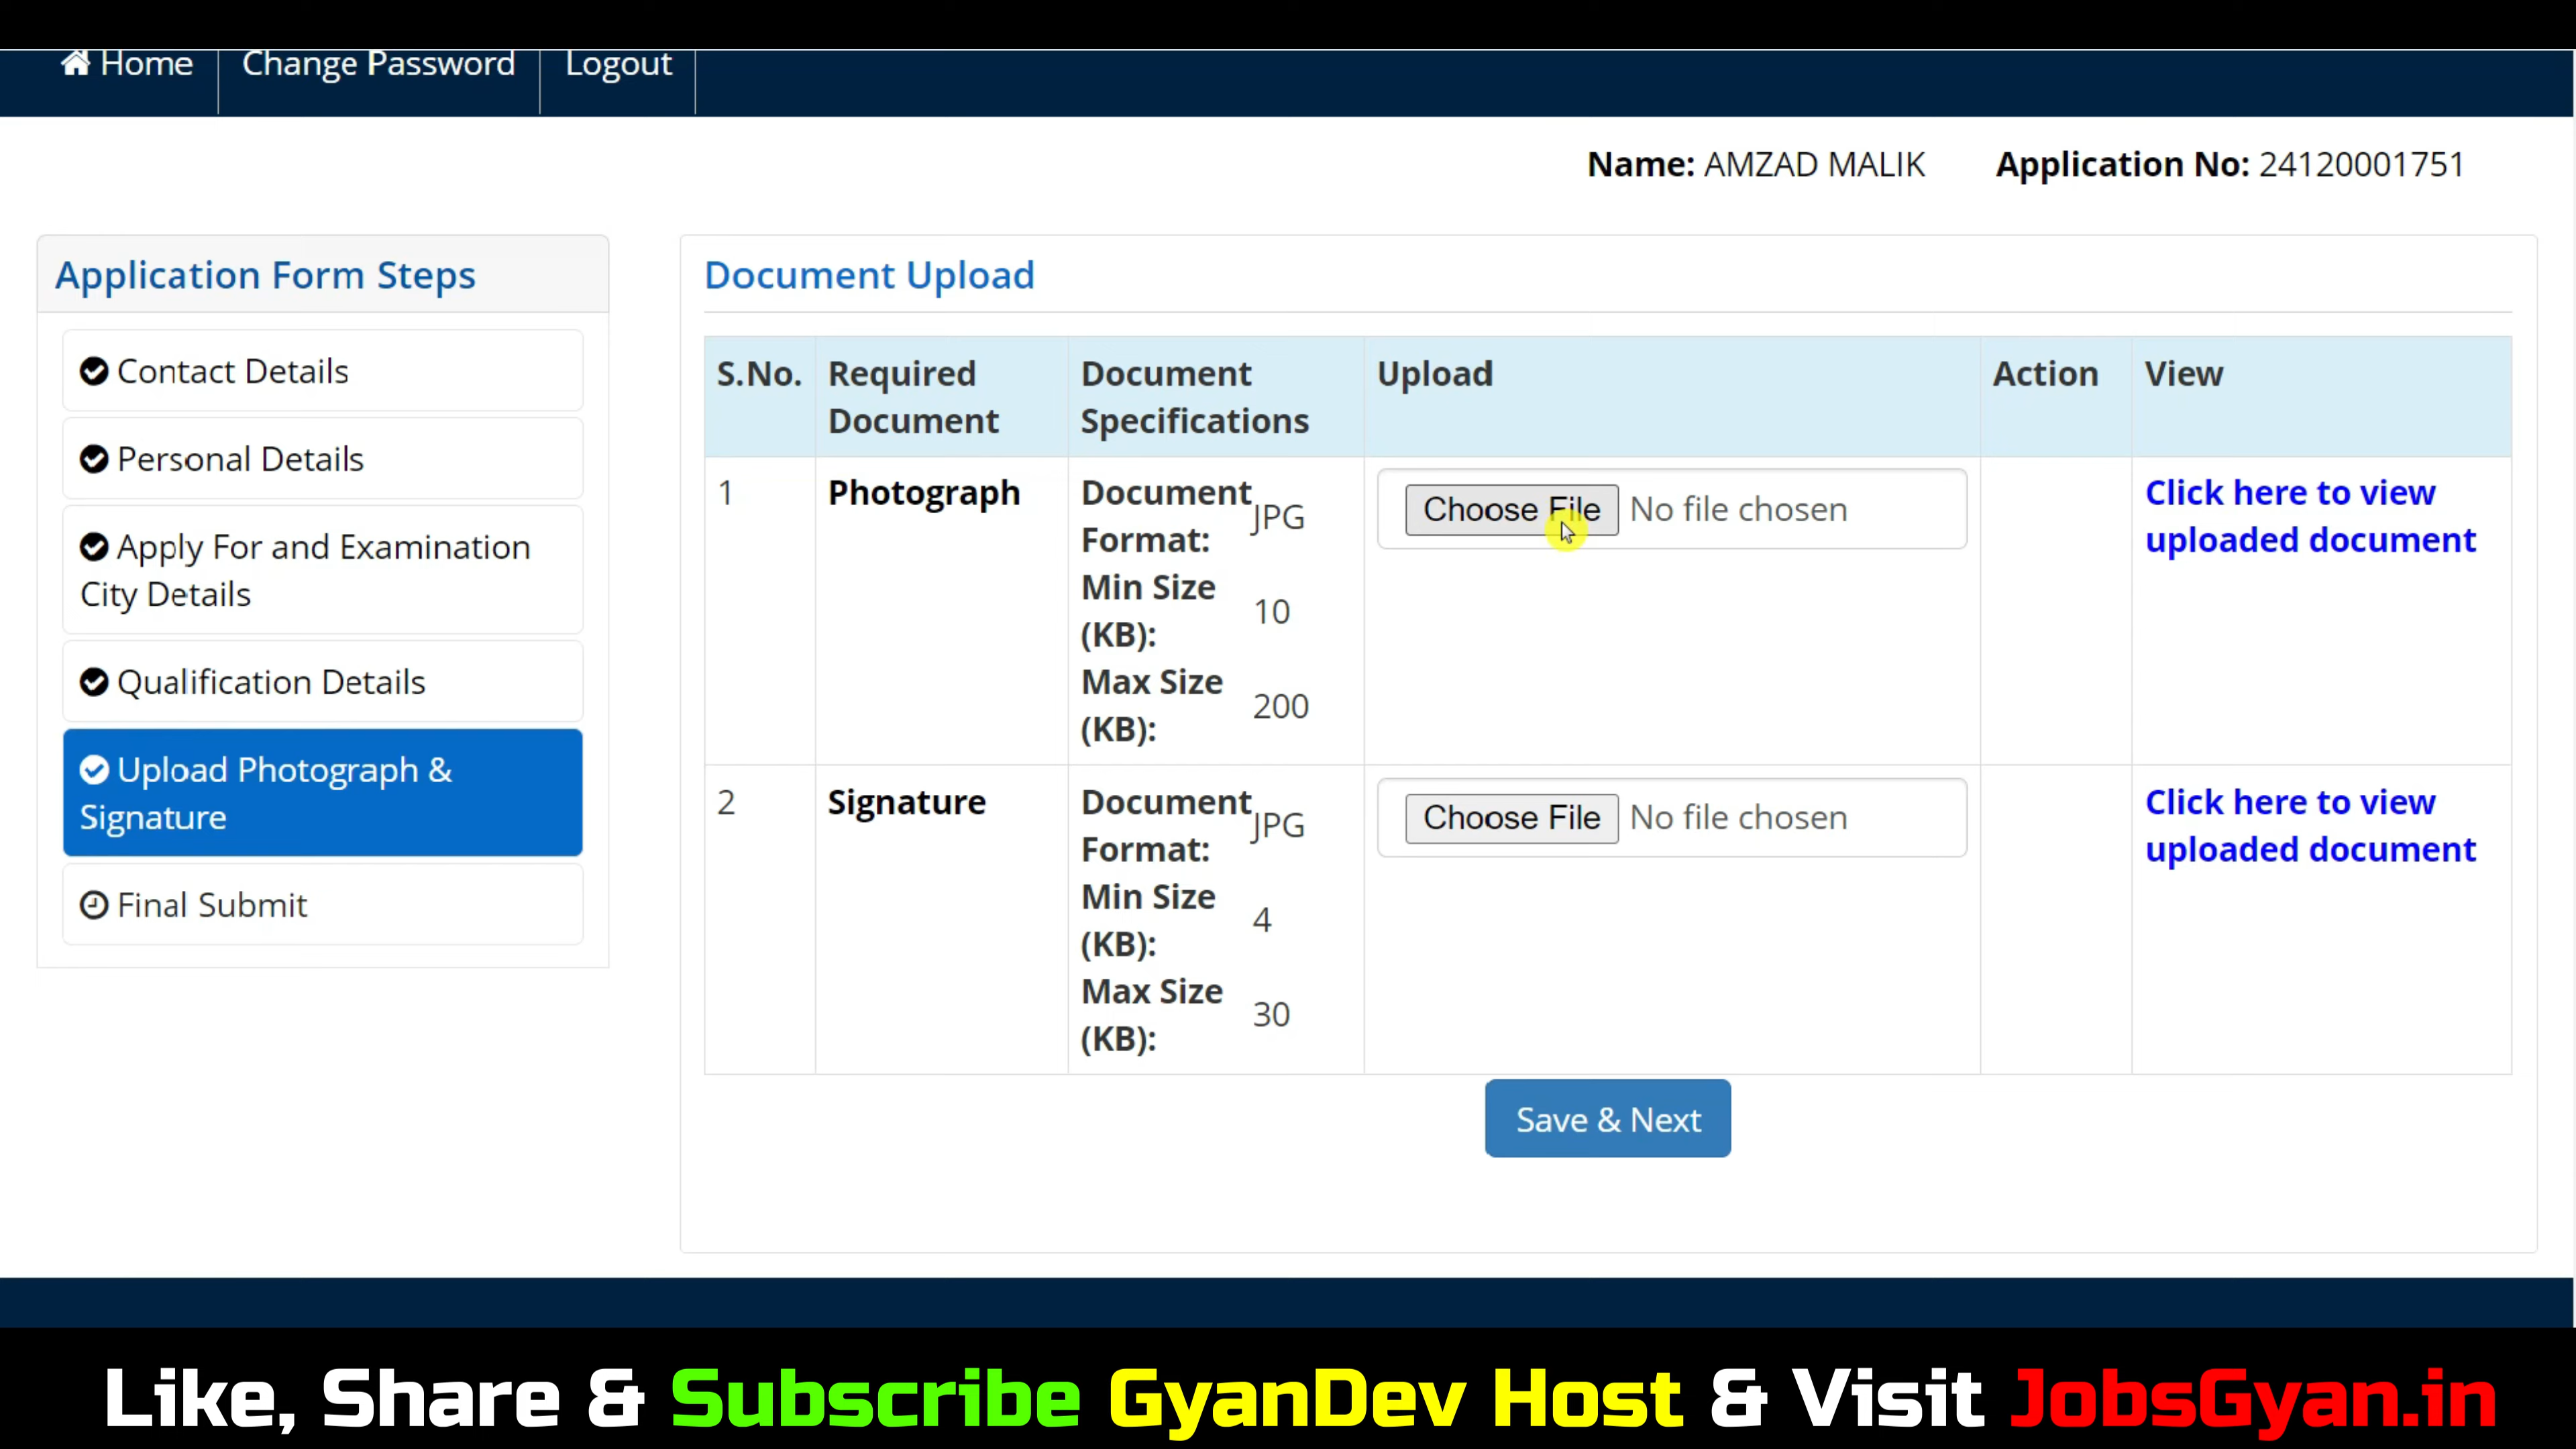 Home Change Password Logout
Name: AMZAD MALIK Application No: 24120001751
Application Form Steps
Contact Details
Personal Details
Apply For and Examination
City Details
Qualification Details
Upload Photograph &
Signature
Final Submit
Document Upload
S.No. Required Document Upload Action View
Document Specifications
1 Photograph Document JPG Choose File No file chosen Click here to view
Format: uploaded document
Min Size 10
(KB):
Max Size 200
(KB):
2 Signature Document JPG Choose File No file chosen Click here to view
Format: uploaded document
Min Size 4
(KB):
Max Size 30
(KB):
Save & Next
Like, Share & Subscribe GyanDev Host & Visit JobsGyan.in